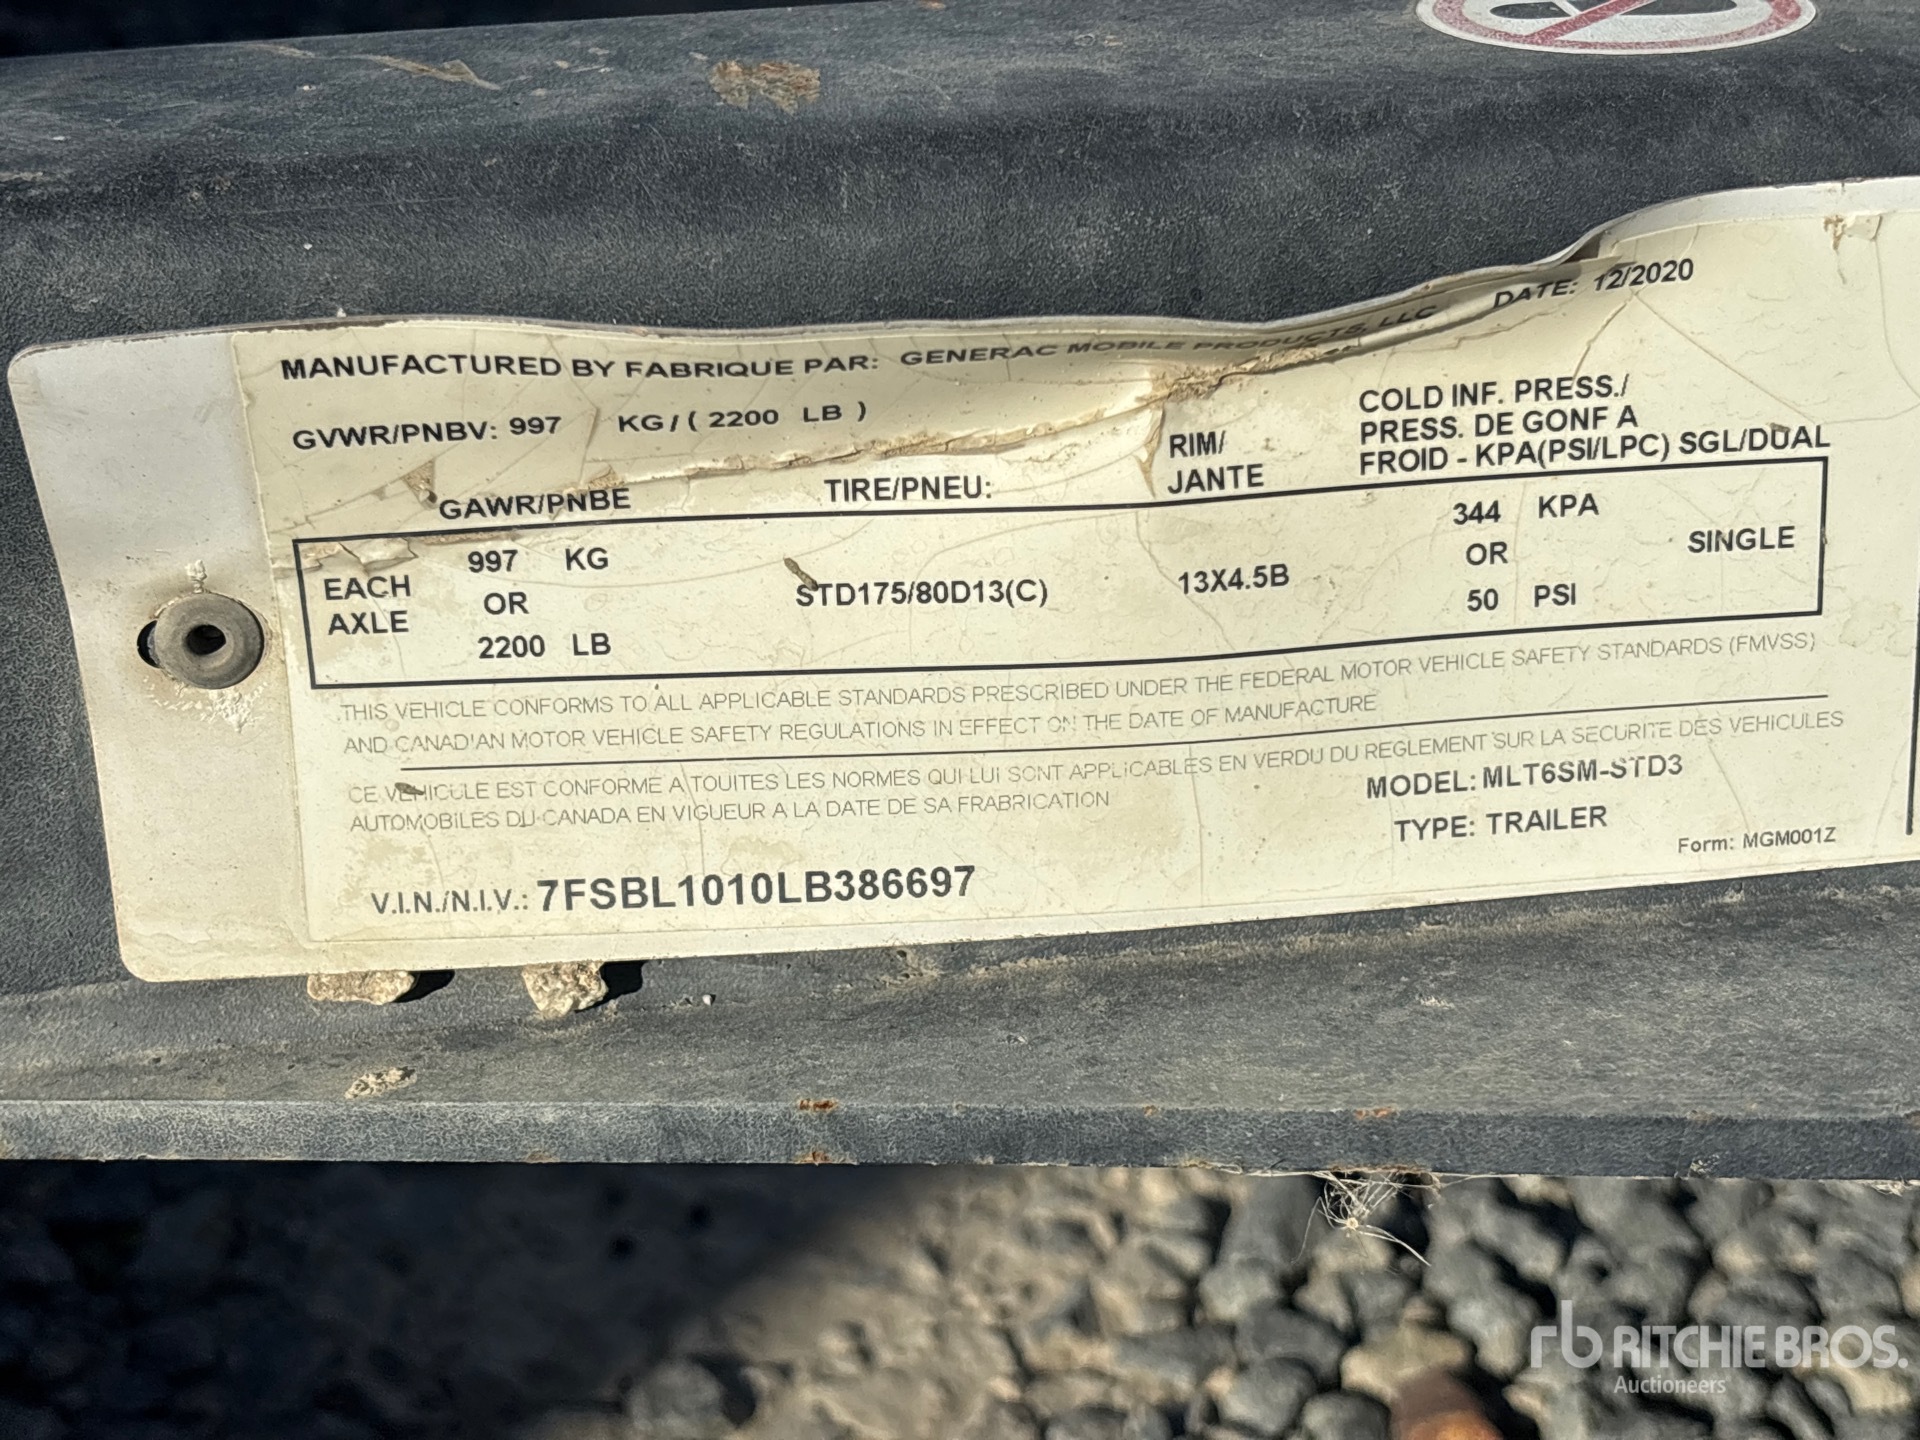 MANUFACTURED BY FABRIQUE PAR: GENERAC MOBILE PRODUCTS, LLC DATE: 12/2020
GVWR/PNBV: 997 KG / ( 2200 LB )
GAWR/PNBE
TIRE/PNEU:
RIM/
JANTE
COLD INF. PRESS./
PRESS. DE GONF A
FROID - KPA(PSI/LPC) SGL/DUAL
EACH
AXLE
997 KG
OR
2200 LB
STD175/80D13(C)
13X4.5B
344 KPA
OR
50 PSI
SINGLE
THIS VEHICLE CONFORMS TO ALL APPLICABLE STANDARDS PRESCRIBED UNDER THE FEDERAL MOTOR VEHICLE SAFETY STANDARDS (FMVSS)
AND CANADIAN MOTOR VEHICLE SAFETY REGULATIONS IN EFFECT ON THE DATE OF MANUFACTURE
CE VEHICULE EST CONFORME A TOUITES LES NORMES QUI LUI SONT APPLICABLES EN VERDU DU REGLEMENT SUR LA SECURITE DES VEHICULES
AUTOMOBILES DU CANADA EN VIGUEUR A LA DATE DE SA FRABRICATION
MODEL: MLT6SM-STD3
TYPE: TRAILER
Form: MGM001Z
V.I.N./N.I.V.: 7FSBL1010LB386697
rb RITCHIE BROS.
Auctioneers